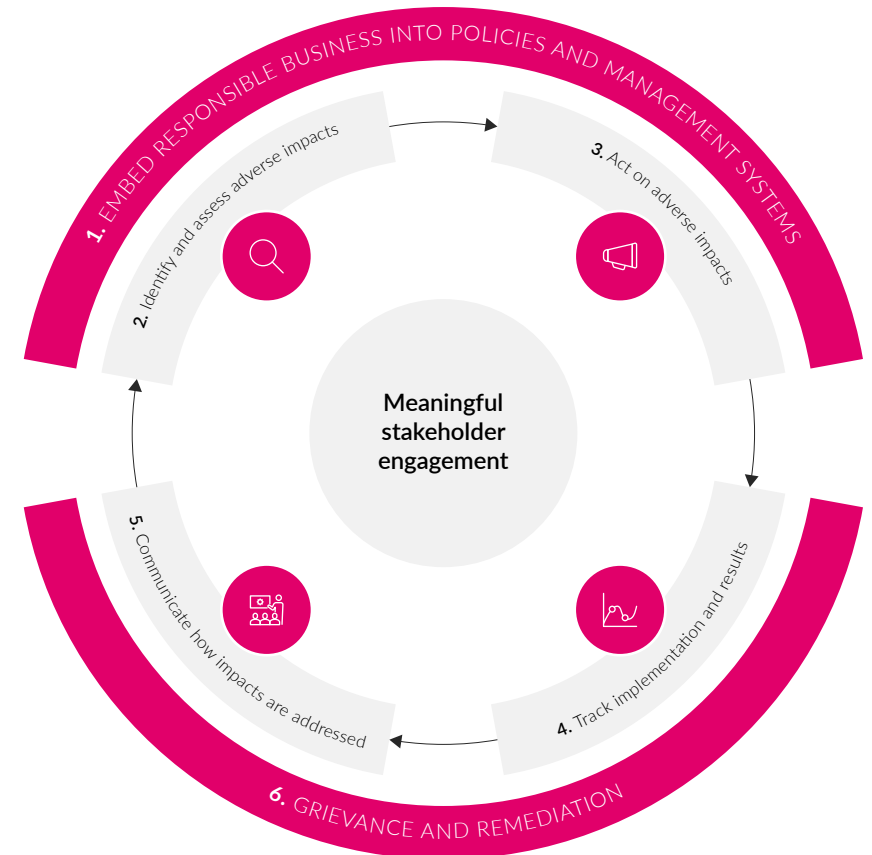 1. EMBED RESPONSIBLE BUSINESS INTO POLICIES AND MANAGEMENT SYSTEMS
2. Identify and assess adverse impacts
3. Act on adverse impacts
Meaningful
stakeholder
engagement
4. Track implementation and results
5. Communicate how impacts are addressed
6. GRIEVANCE AND REMEDIATION